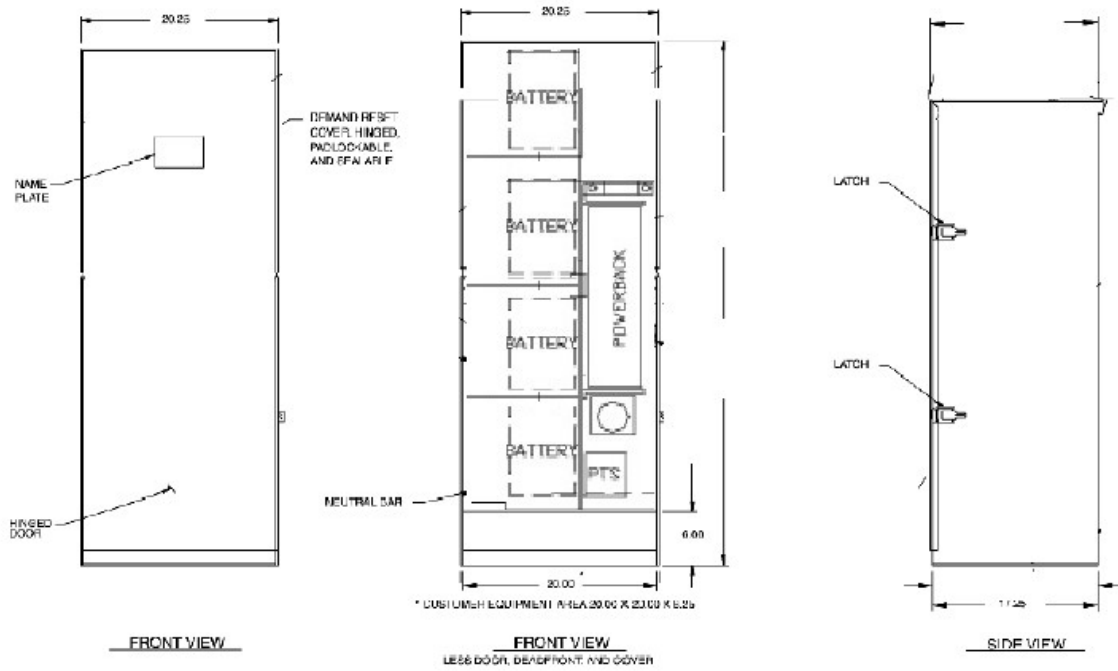 20.25
NAME
PLATE
DEMAND RESET
COVER, HINGED,
PADLOCKABLE,
AND SEALABLE
HINGED
DOOR
FRONT VIEW
20.25
BATTERY
BATTERY
BATTERY
BATTERY
POWERBACK
NEUTRAL BAR
6.00
20.00
* CUSTOMER EQUIPMENT AREA 20.00 X 20.00 X 6.25
FRONT VIEW
LESS DOOR, DEADFRONT, AND COVER
LATCH
LATCH
17.25
SIDE VIEW